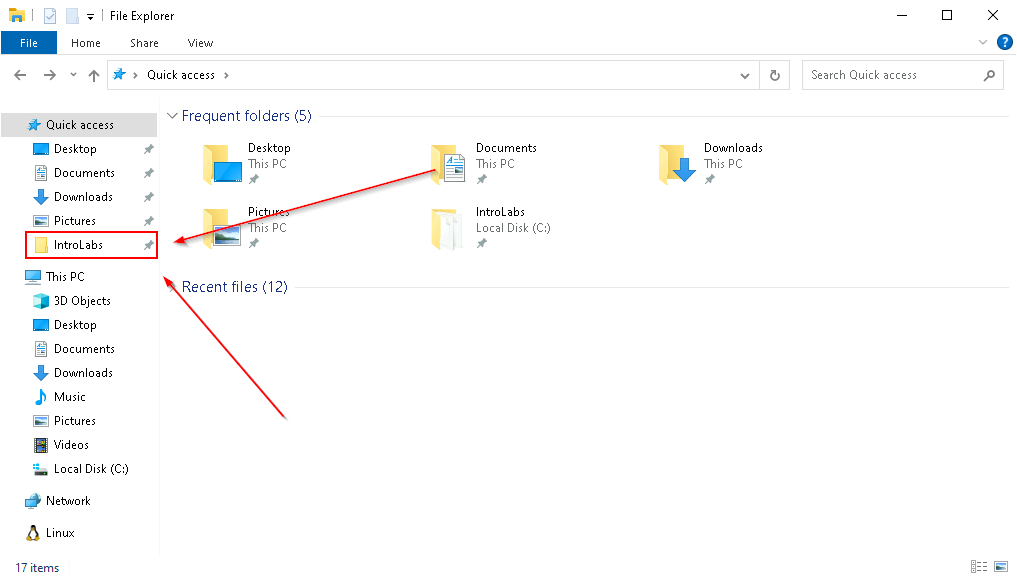 File Explorer
File Home Share View
?
Quick access
Search Quick access
Quick access
Desktop
Documents
Downloads
Pictures
IntroLabs
This PC
3D Objects
Desktop
Documents
Downloads
Music
Pictures
Videos
Local Disk (C:)
Network
Linux
Frequent folders (5)
Desktop
This PC
Documents
This PC
Downloads
This PC
Pictures
This PC
IntroLabs
Local Disk (C:)
Recent files (12)
17 items